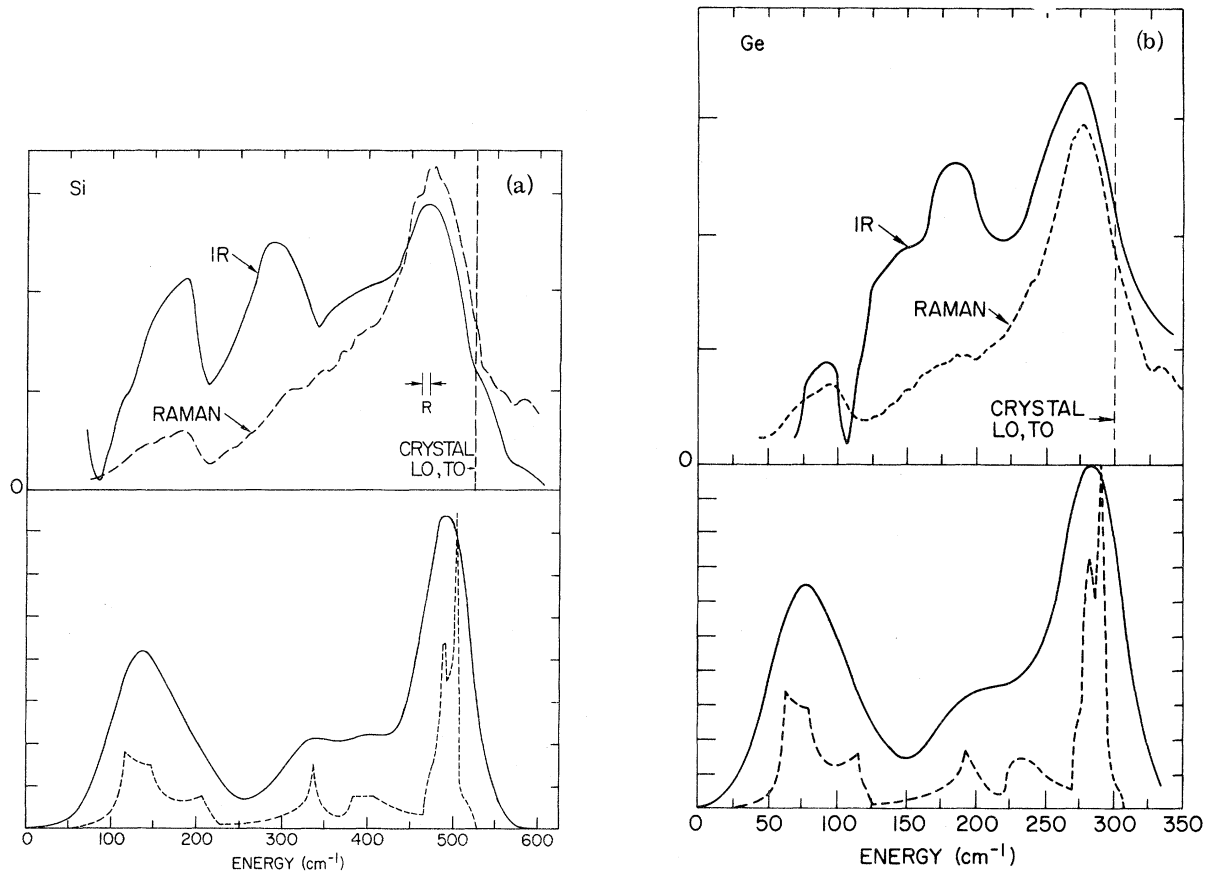 Si
(a)
IR
RAMAN
R
CRYSTAL
LO, TO
0
0 100 200 300 400 500 600
ENERGY (cm⁻¹)
Ge
(b)
IR
RAMAN
CRYSTAL
LO, TO
0
0 50 100 150 200 250 300 350
ENERGY (cm⁻¹)